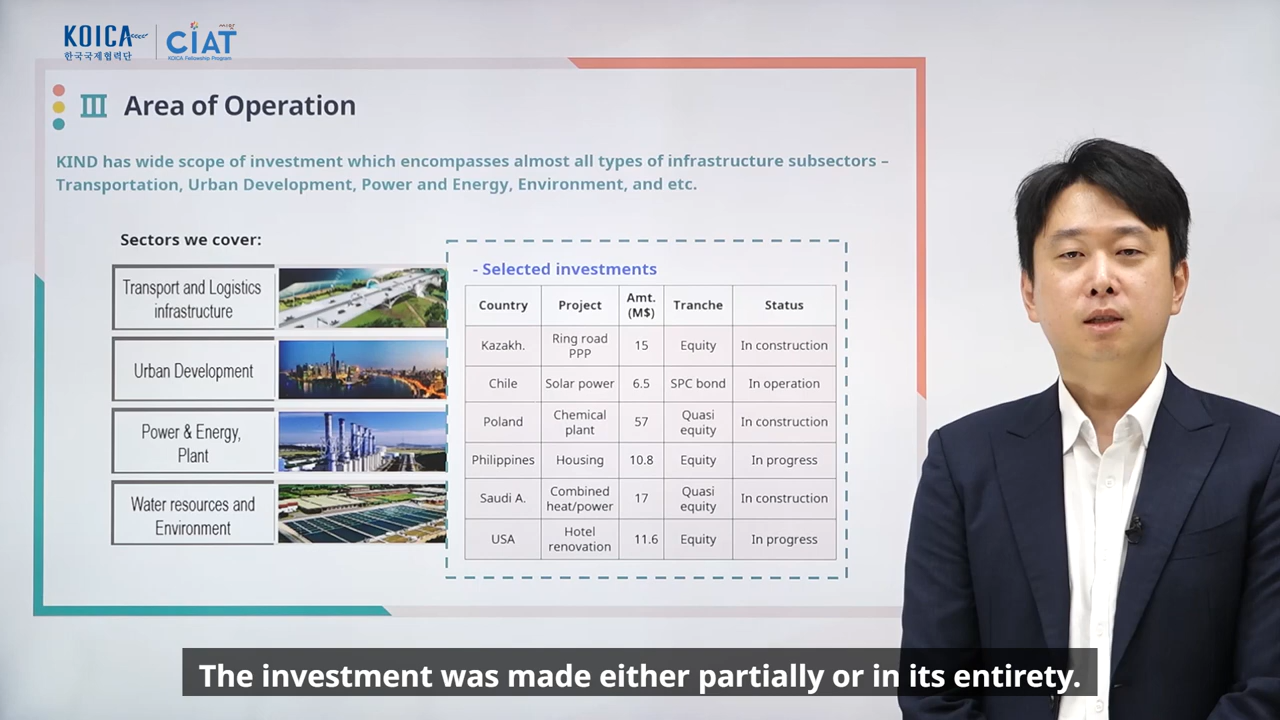 KOICA
한국국제협력단
CIAT
KOICA Fellowship Program
III Area of Operation
KIND has wide scope of investment which encompasses almost all types of infrastructure subsectors –
Transportation, Urban Development, Power and Energy, Environment, and etc.
Sectors we cover:
Transport and Logistics
infrastructure
Urban Development
Power & Energy,
Plant
Water resources and
Environment
- Selected investments
Country Project Amt. (M$) Tranche Status
Kazakh. Ring road PPP 15 Equity In construction
Chile Solar power 6.5 SPC bond In operation
Poland Chemical plant 57 Quasi equity In construction
Philippines Housing 10.8 Equity In progress
Saudi A. Combined heat/power 17 Quasi equity In construction
USA Hotel renovation 11.6 Equity In progress
The investment was made either partially or in its entirety.